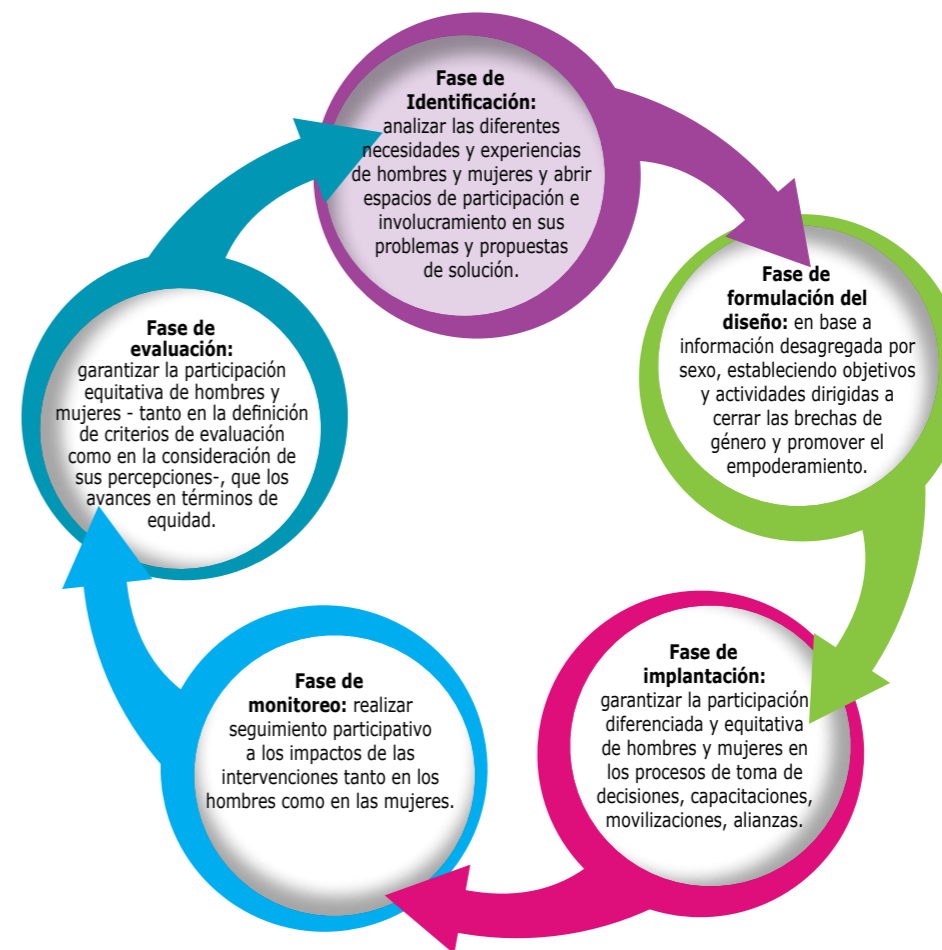 Fase de
Identificación:
analizar las diferentes
necesidades y experiencias
de hombres y mujeres y abrir
espacios de participación e
involucramiento en sus
problemas y propuestas
de solución.
Fase de
formulación del
diseño: en base a
información desagregada por
sexo, estableciendo objetivos
y actividades dirigidas a
cerrar las brechas de
género y promover el
empoderamiento.
Fase de
implantación:
garantizar la participación
diferenciada y equitativa
de hombres y mujeres en
los procesos de toma de
decisiones, capacitaciones,
movilizaciones, alianzas.
Fase de
monitoreo: realizar
seguimiento participativo
a los impactos de las
intervenciones tanto en los
hombres como en las mujeres.
Fase de
evaluación:
garantizar la participación
equitativa de hombres y
mujeres - tanto en la definición
de criterios de evaluación
como en la consideración de
sus percepciones-, que los
avances en términos de
equidad.